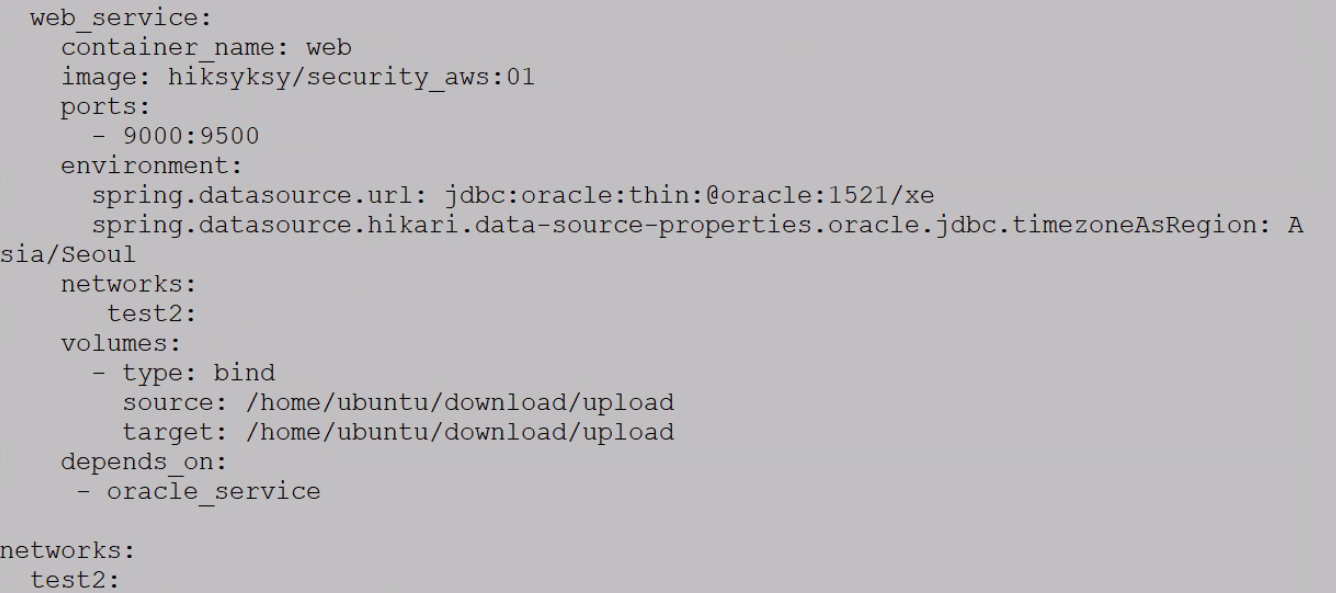 web_service:
    container_name: web
    image: hiksyksy/security_aws:01
    ports:
      - 9000:9500
    environment:
      spring.datasource.url: jdbc:oracle:thin:@oracle:1521/xe
      spring.datasource.hikari.data-source-properties.oracle.jdbc.timezoneAsRegion: A
sia/Seoul
    networks:
       test2:
    volumes:
      - type: bind
        source: /home/ubuntu/download/upload
        target: /home/ubuntu/download/upload
    depends_on:
     - oracle_service

networks:
  test2: